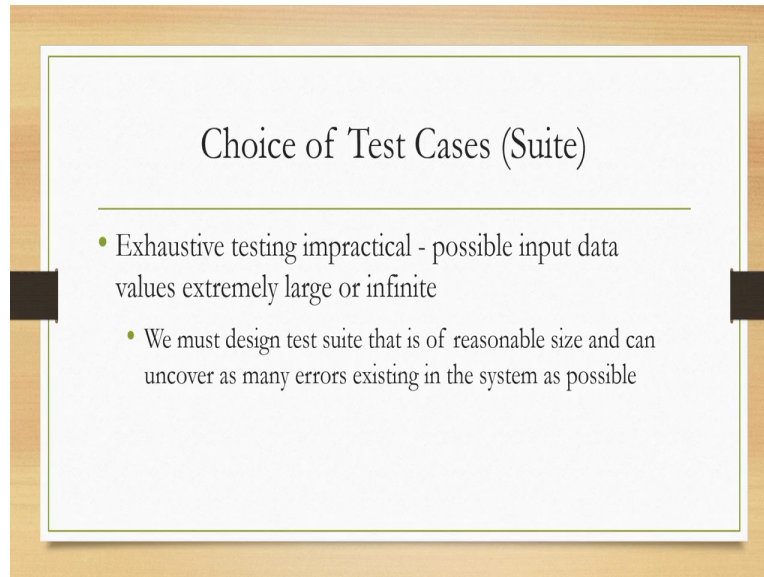 Choice of Test Cases (Suite)
• Exhaustive testing impractical - possible input data
values extremely large or infinite
• We must design test suite that is of reasonable size and can
uncover as many errors existing in the system as possible